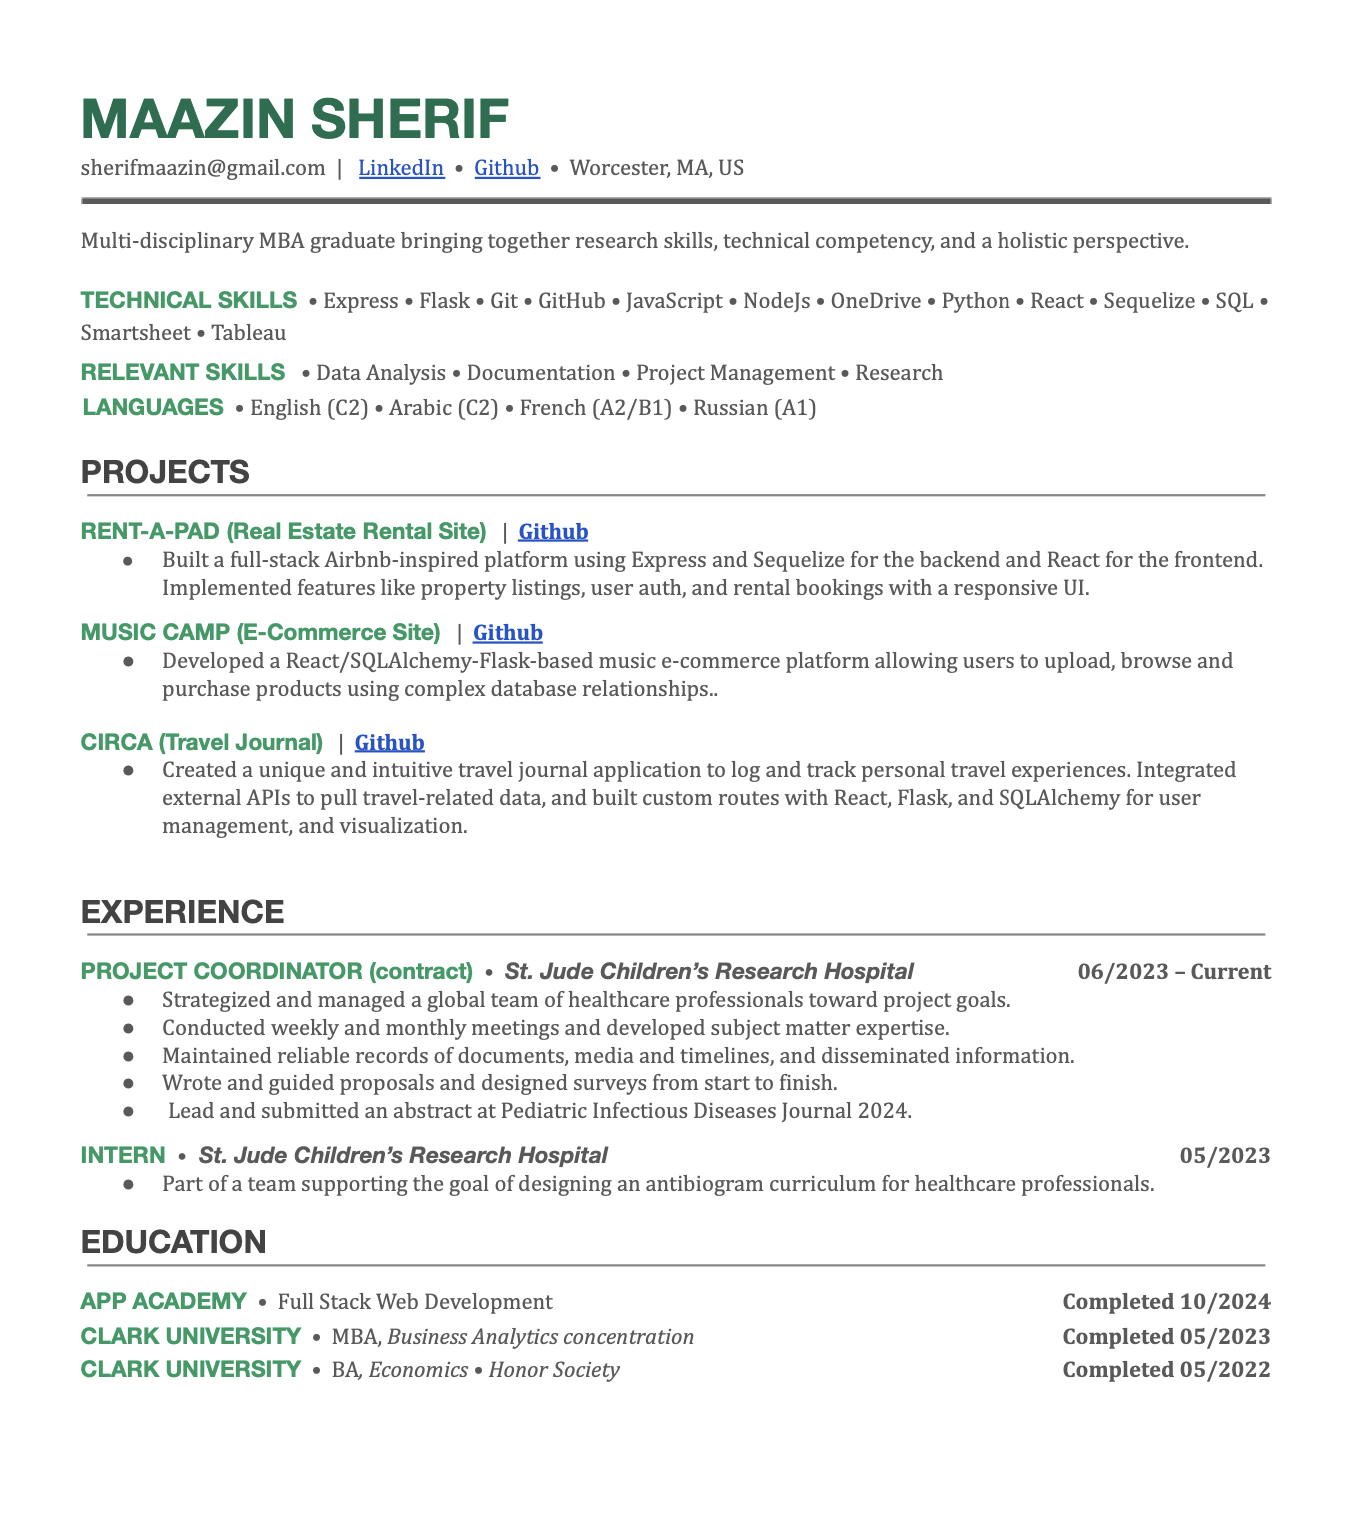 MAAZIN SHERIF
sherifmaazin@gmail.com | LinkedIn • Github • Worcester, MA, US
Multi-disciplinary MBA graduate bringing together research skills, technical competency, and a holistic perspective.
TECHNICAL SKILLS • Express • Flask • Git • GitHub • JavaScript • NodeJs • OneDrive • Python • React • Sequelize • SQL •
Smartsheet • Tableau
RELEVANT SKILLS • Data Analysis • Documentation • Project Management • Research
LANGUAGES • English (C2) • Arabic (C2) • French (A2/B1) • Russian (A1)
PROJECTS
RENT-A-PAD (Real Estate Rental Site) | Github
● Built a full-stack Airbnb-inspired platform using Express and Sequelize for the backend and React for the frontend.
Implemented features like property listings, user auth, and rental bookings with a responsive UI.
MUSIC CAMP (E-Commerce Site) | Github
● Developed a React/SQLAlchemy-Flask-based music e-commerce platform allowing users to upload, browse and
purchase products using complex database relationships..
CIRCA (Travel Journal) | Github
● Created a unique and intuitive travel journal application to log and track personal travel experiences. Integrated
external APIs to pull travel-related data, and built custom routes with React, Flask, and SQLAlchemy for user
management, and visualization.
EXPERIENCE
PROJECT COORDINATOR (contract) • St. Jude Children’s Research Hospital 06/2023 – Current
● Strategized and managed a global team of healthcare professionals toward project goals.
● Conducted weekly and monthly meetings and developed subject matter expertise.
● Maintained reliable records of documents, media and timelines, and disseminated information.
● Wrote and guided proposals and designed surveys from start to finish.
● Lead and submitted an abstract at Pediatric Infectious Diseases Journal 2024.
INTERN • St. Jude Children’s Research Hospital 05/2023
● Part of a team supporting the goal of designing an antibiogram curriculum for healthcare professionals.
EDUCATION
APP ACADEMY • Full Stack Web Development Completed 10/2024
CLARK UNIVERSITY • MBA, Business Analytics concentration Completed 05/2023
CLARK UNIVERSITY • BA, Economics • Honor Society Completed 05/2022